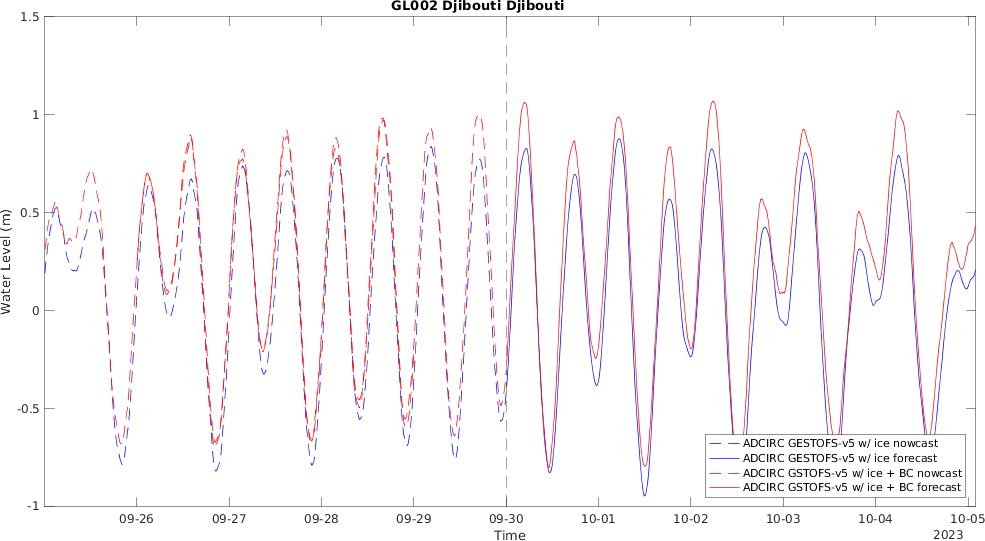 GL002 Djibouti Djibouti
1.5
1
0.5
0
-0.5
-1
Water Level (m)
09-26 09-27 09-28 09-29 09-30 10-01 10-02 10-03 10-04 10-05
Time
2023
ADCIRC GESTOFS-v5 w/ ice nowcast
ADCIRC GESTOFS-v5 w/ ice forecast
ADCIRC GSTOFS-v5 w/ ice + BC nowcast
ADCIRC GSTOFS-v5 w/ ice + BC forecast